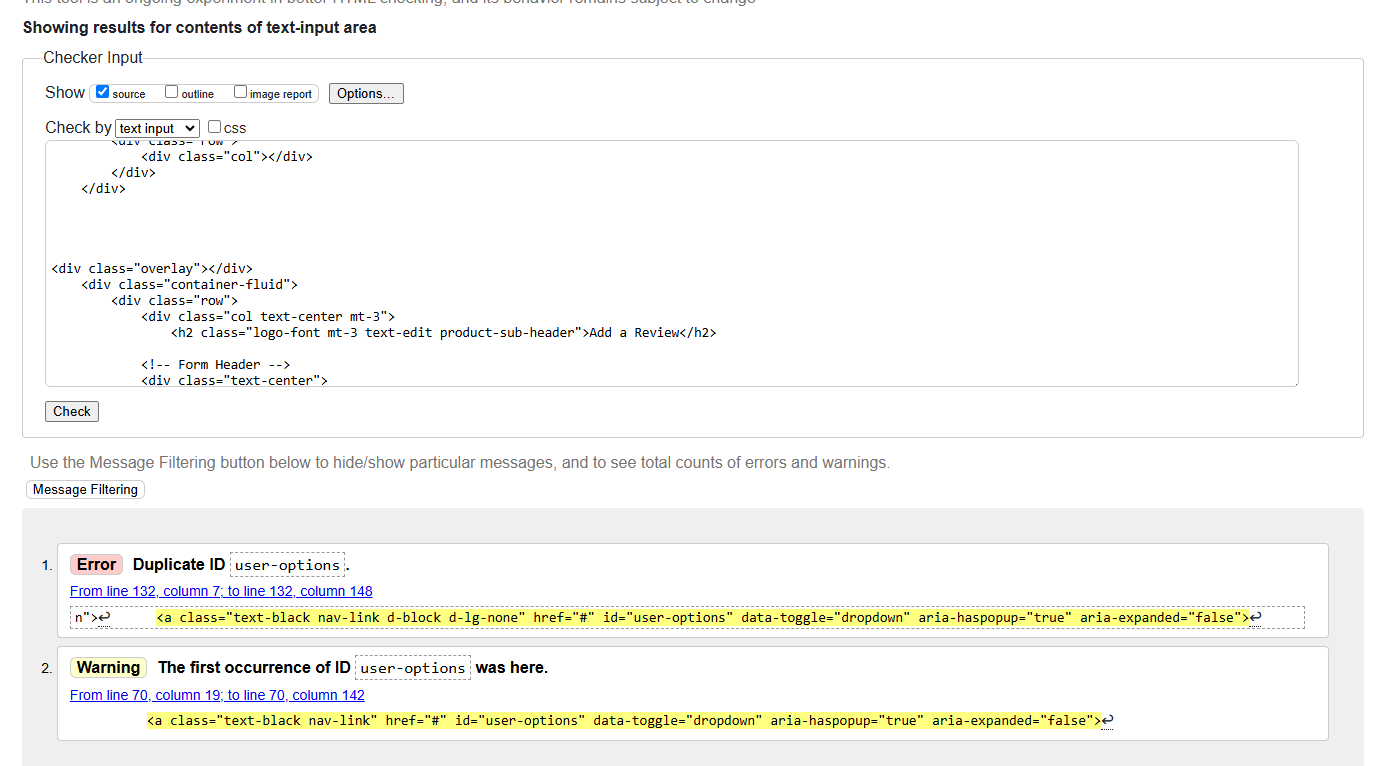 This tool is an ongoing experiment in better HTML checking, and its behavior remains subject to change
Showing results for contents of text-input area
Checker Input
Show source outline image report Options...
Check by text input css
<div class="row">
<div class="col"></div>
</div>
</div>
<div class="overlay"></div>
<div class="container-fluid">
<div class="row">
<div class="col text-center mt-3">
<h2 class="logo-font mt-3 text-edit product-sub-header">Add a Review</h2>
<!-- Form Header -->
<div class="text-center">
Check
Use the Message Filtering button below to hide/show particular messages, and to see total counts of errors and warnings.
Message Filtering
1. Error Duplicate ID user-options.
From line 132, column 7; to line 132, column 148
n">↩ <a class="text-black nav-link d-block d-lg-none" href="#" id="user-options" data-toggle="dropdown" aria-haspopup="true" aria-expanded="false">↩
2. Warning The first occurrence of ID user-options was here.
From line 70, column 19; to line 70, column 142
<a class="text-black nav-link" href="#" id="user-options" data-toggle="dropdown" aria-haspopup="true" aria-expanded="false">↩